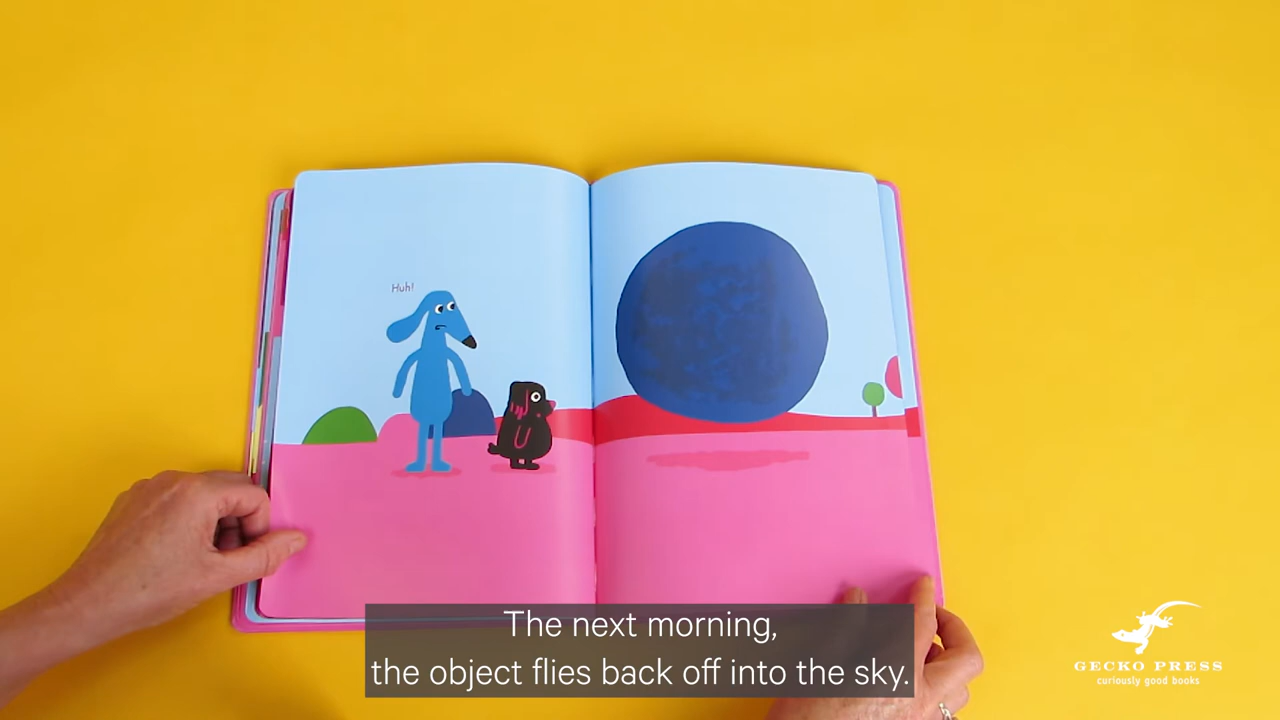 Huh!
The next morning,
the object flies back off into the sky.
GECKO PRESS
curiously good books